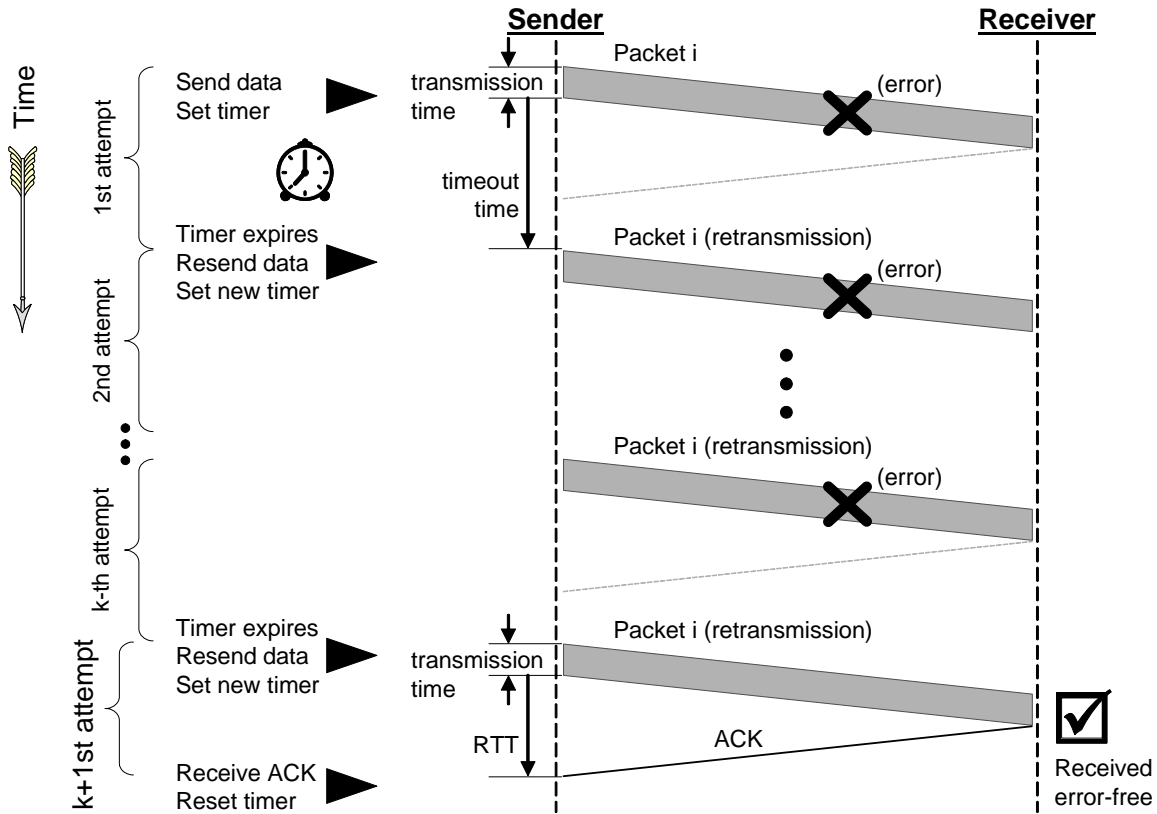 Sender
Receiver
Time
1st attempt
Send data
Set timer
transmission
time
Packet i
(error)
timeout
time
2nd attempt
Timer expires
Resend data
Set new timer
Packet i (retransmission)
(error)
k-th attempt
Packet i (retransmission)
(error)
k+1st attempt
Timer expires
Resend data
Set new timer
transmission
time
Packet i (retransmission)
RTT
ACK
Receive ACK
Reset timer
Received
error-free